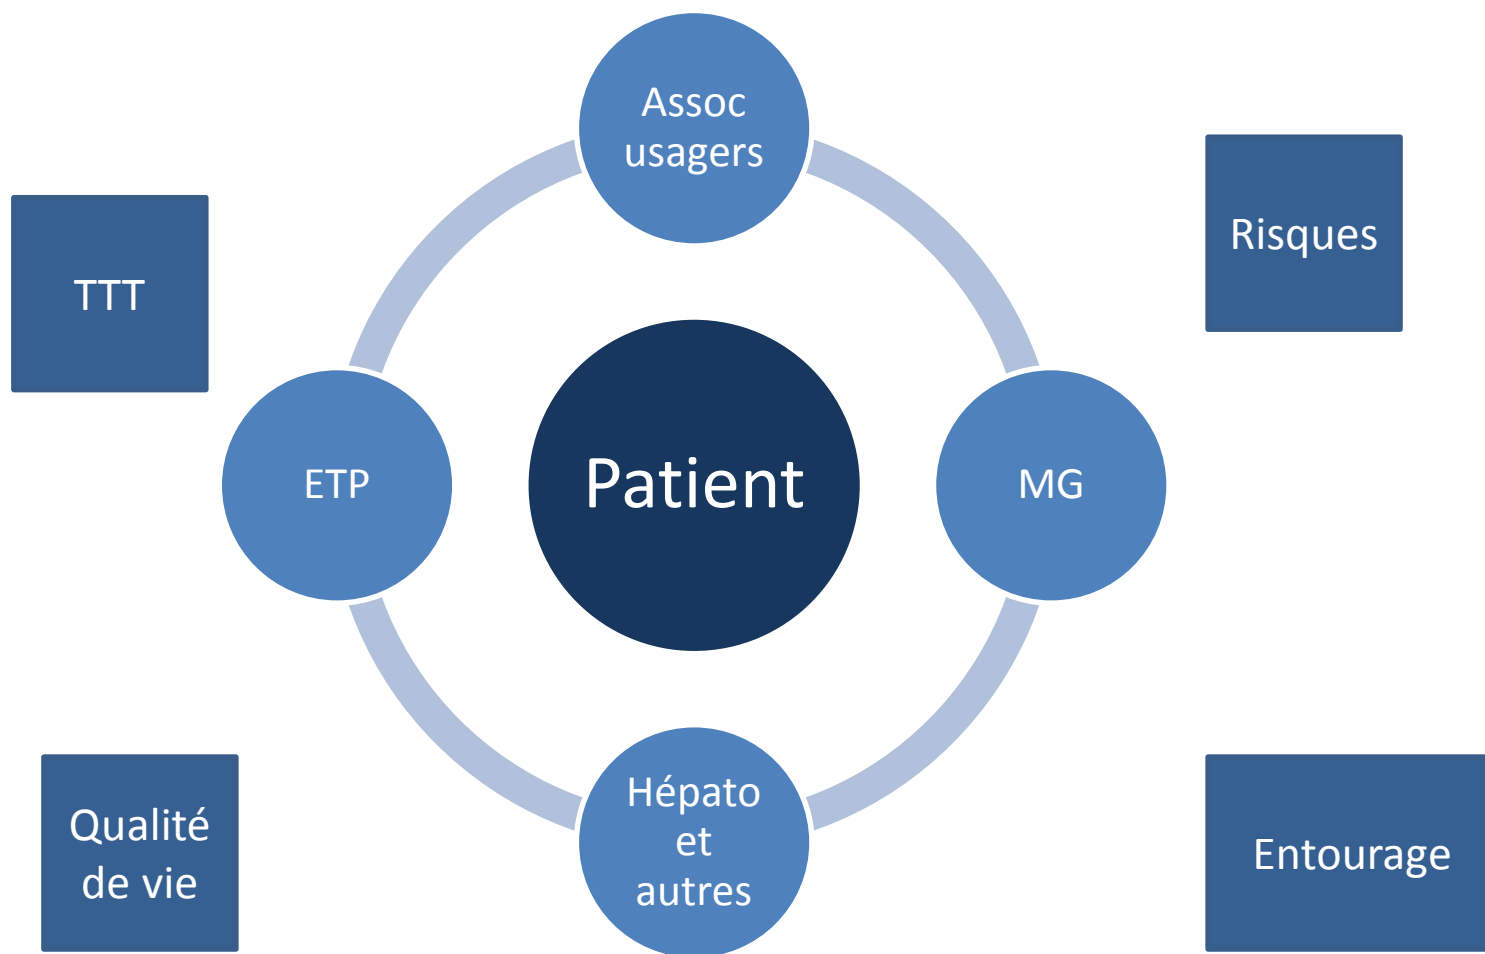 Assoc
usagers
Risques
TTT
ETP
Patient
MG
Hépato
et
autres
Qualité
de vie
Entourage